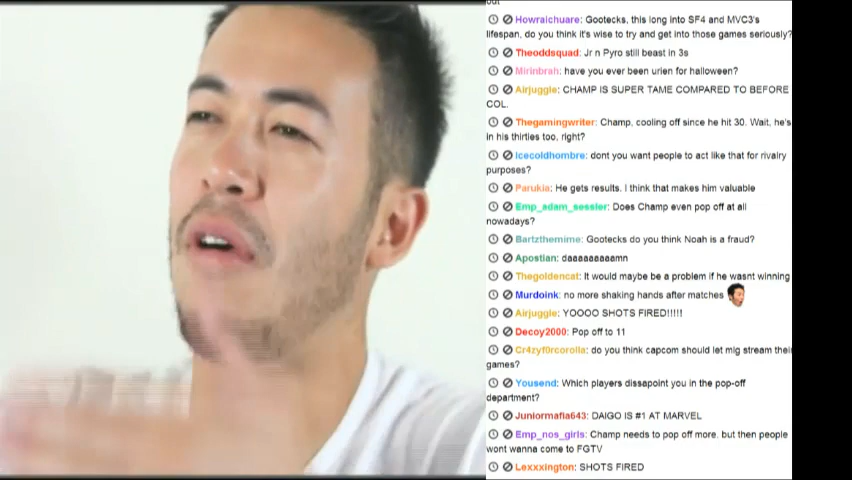 Howraichuare: Gootecks, this long into SF4 and MVC3's
lifespan, do you think it's wise to try and get into those games seriously?
Theoddsquad: Jr n Pyro still beast in 3s
Mirinbrah: have you ever been urien for halloween?
Airjuggle: CHAMP IS SUPER TAME COMPARED TO BEFORE
COL.
Thegamingwriter: Champ, cooling off since he hit 30. Wait, he's
in his thirties too, right?
Icecoldhombre: dont you want people to act like that for rivalry
purposes?
Parukia: He gets results. I think that makes him valuable
Emp_adam_sessler: Does Champ even pop off at all
nowadays?
Bartzthemime: Gootecks do you think Noah is a fraud?
Apostian: daaaaaaaamn
Thegoldencat: It would maybe be a problem if he wasnt winning
Murdoink: no more shaking hands after matches
Airjuggle: YOOOO SHOTS FIRED!!!!!
Decoy2000: Pop off to 11
Cr4zyf0rcorolla: do you think capcom should let mlg stream their
games?
Yousend: Which players dissapoint you in the pop-off
department?
Juniormafia643: DAIGO IS #1 AT MARVEL
Emp_nos_girls: Champ needs to pop off more, but then people
wont wanna come to FGTV
Lexxxington: SHOTS FIRED